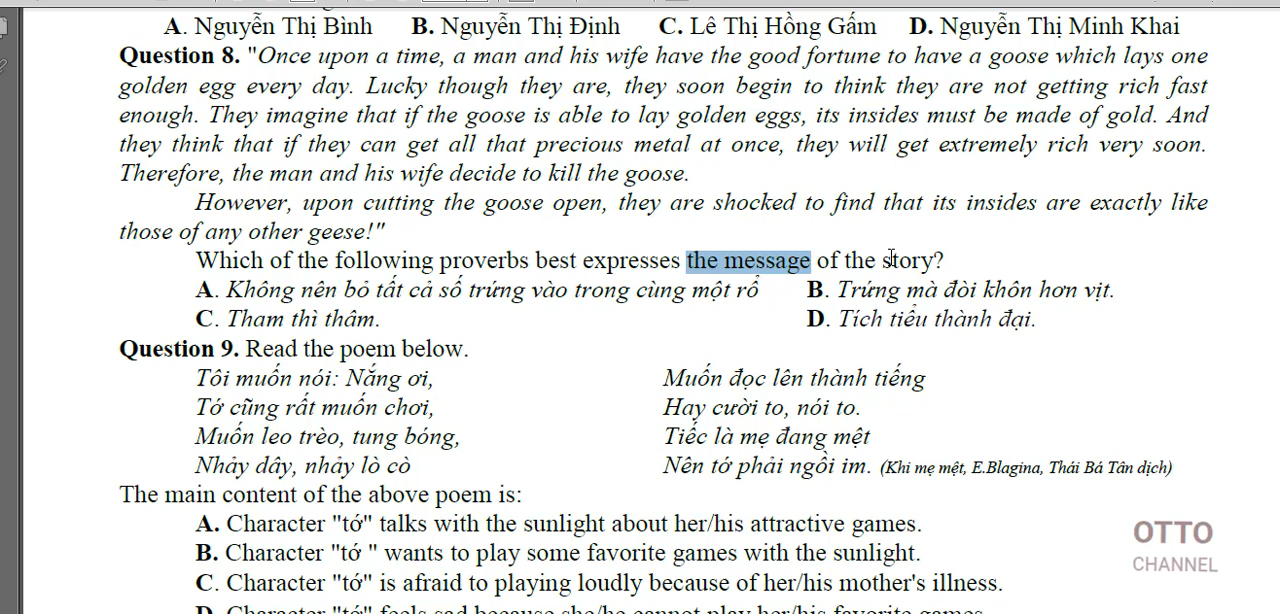 A. Nguyễn Thị Bình B. Nguyễn Thị Định C. Lê Thị Hồng Gấm D. Nguyễn Thị Minh Khai
Question 8. "Once upon a time, a man and his wife have the good fortune to have a goose which lays one
golden egg every day. Lucky though they are, they soon begin to think they are not getting rich fast
enough. They imagine that if the goose is able to lay golden eggs, its insides must be made of gold. And
they think that if they can get all that precious metal at once, they will get extremely rich very soon.
Therefore, the man and his wife decide to kill the goose.
However, upon cutting the goose open, they are shocked to find that its insides are exactly like
those of any other geese!"
Which of the following proverbs best expresses the message of the story?
A. Không nên bỏ tất cả số trứng vào trong cùng một rổ B. Trứng mà đòi khôn hơn vịt.
C. Tham thì thâm. D. Tích tiểu thành đại.
Question 9. Read the poem below.
Tôi muốn nói: Nắng ơi, Muốn đọc lên thành tiếng
Tớ cũng rất muốn chơi, Hay cười to, nói to.
Muốn leo trèo, tung bóng, Tiếc là mẹ đang mệt
Nhảy dây, nhảy lò cò Nên tớ phải ngồi im. (Khi mẹ mệt, E.Blagina, Thái Bá Tân dịch)
The main content of the above poem is:
A. Character "tớ" talks with the sunlight about her/his attractive games.
B. Character "tớ " wants to play some favorite games with the sunlight.
C. Character "tớ" is afraid to playing loudly because of her/his mother's illness.
D. Character "tớ" feels sad because she/he cannot play her/his favorite games.
OTTO
CHANNEL